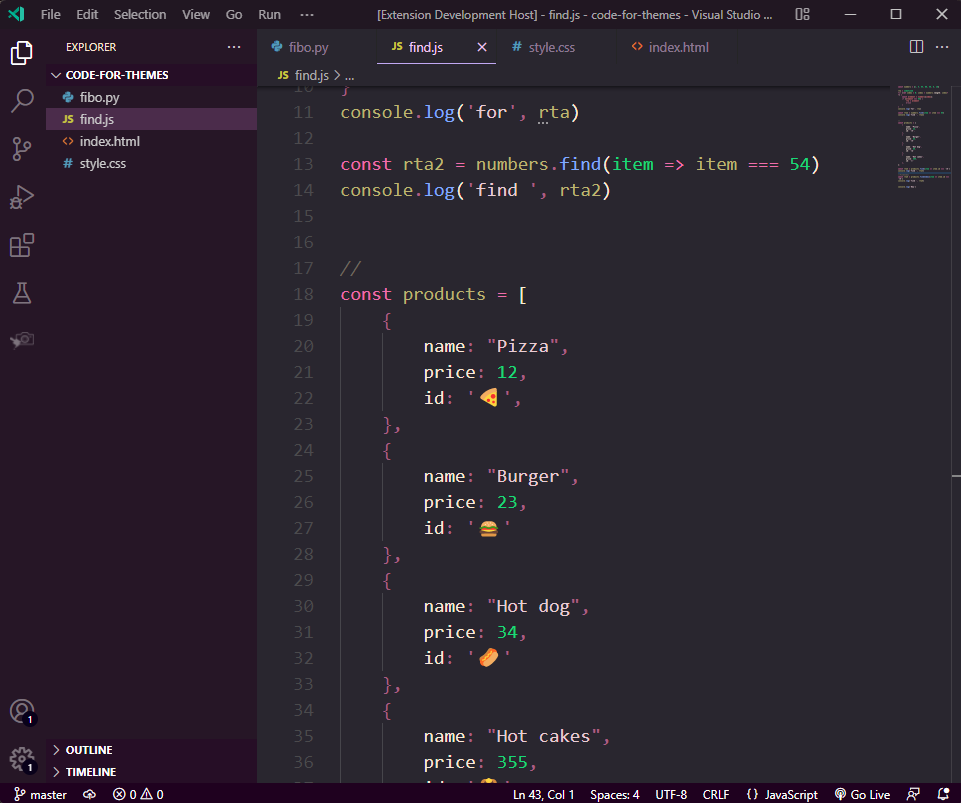 File Edit Selection View Go Run ··· [Extension Development Host] - find.js - code-for-themes - Visual Studio ...
EXPLORER ···
CODE-FOR-THEMES
fibo.py
JS find.js
<> index.html
# style.css
OUTLINE
TIMELINE
1
1
fibo.py JS find.js # style.css <> index.html ···
JS find.js > ...
10 }
11 console.log('for', rta)
12
13 const rta2 = numbers.find(item => item === 54)
14 console.log('find ', rta2)
15
16
17 //
18 const products = [
19 {
20 name: "Pizza",
21 price: 12,
22 id: '🍕',
23 },
24 {
25 name: "Burger",
26 price: 23,
27 id: '🍔'
28 },
29 {
30 name: "Hot dog",
31 price: 34,
32 id: '🌭'
33 },
34 {
35 name: "Hot cakes",
36 price: 355,
master 0 0 Ln 43, Col 1 Spaces: 4 UTF-8 CRLF {} JavaScript Go Live